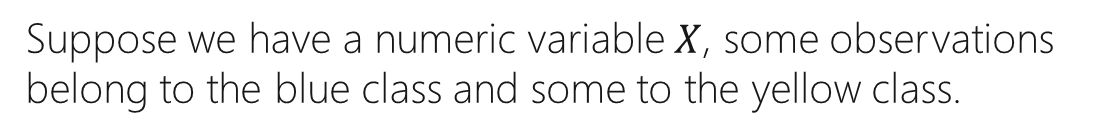 Suppose we have a numeric variable X, some observations
belong to the blue class and some to the yellow class.